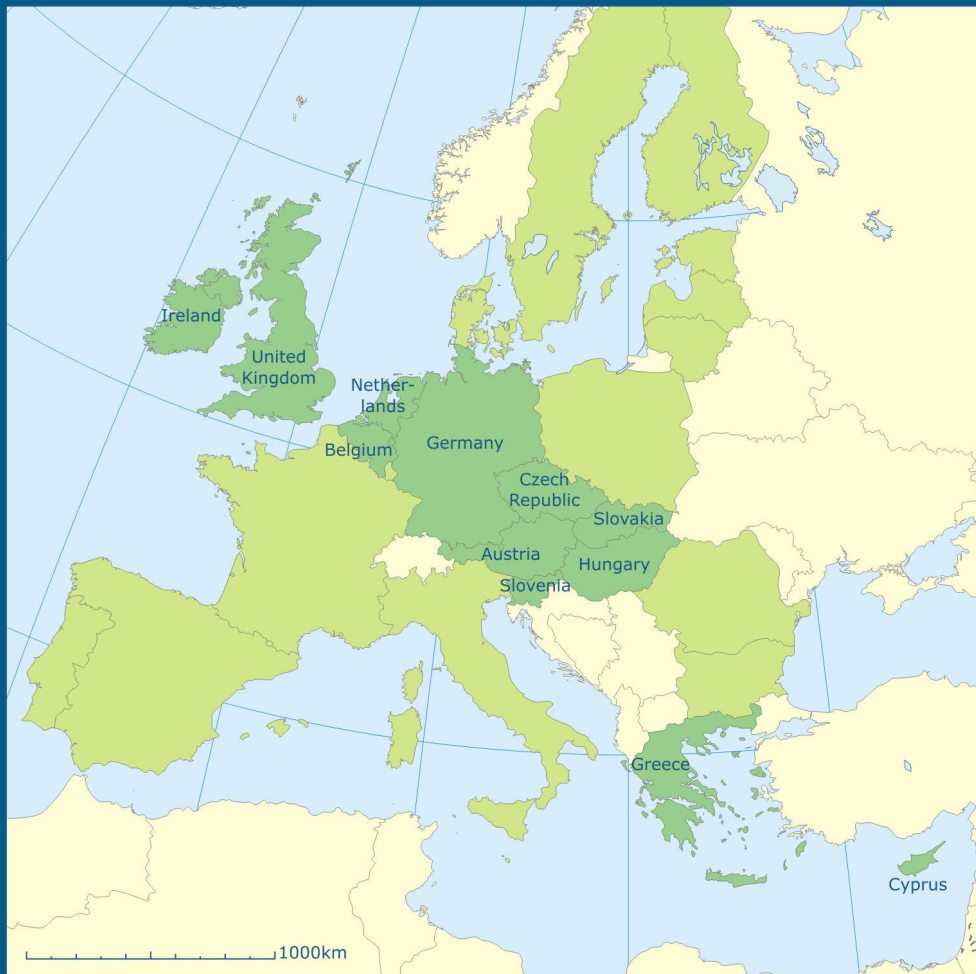 Ireland
United
Kingdom
Nether-
lands
Belgium
Germany
Czech
Republic
Slovakia
Austria
Hungary
Slovenia
Greece
Cyprus
1000km